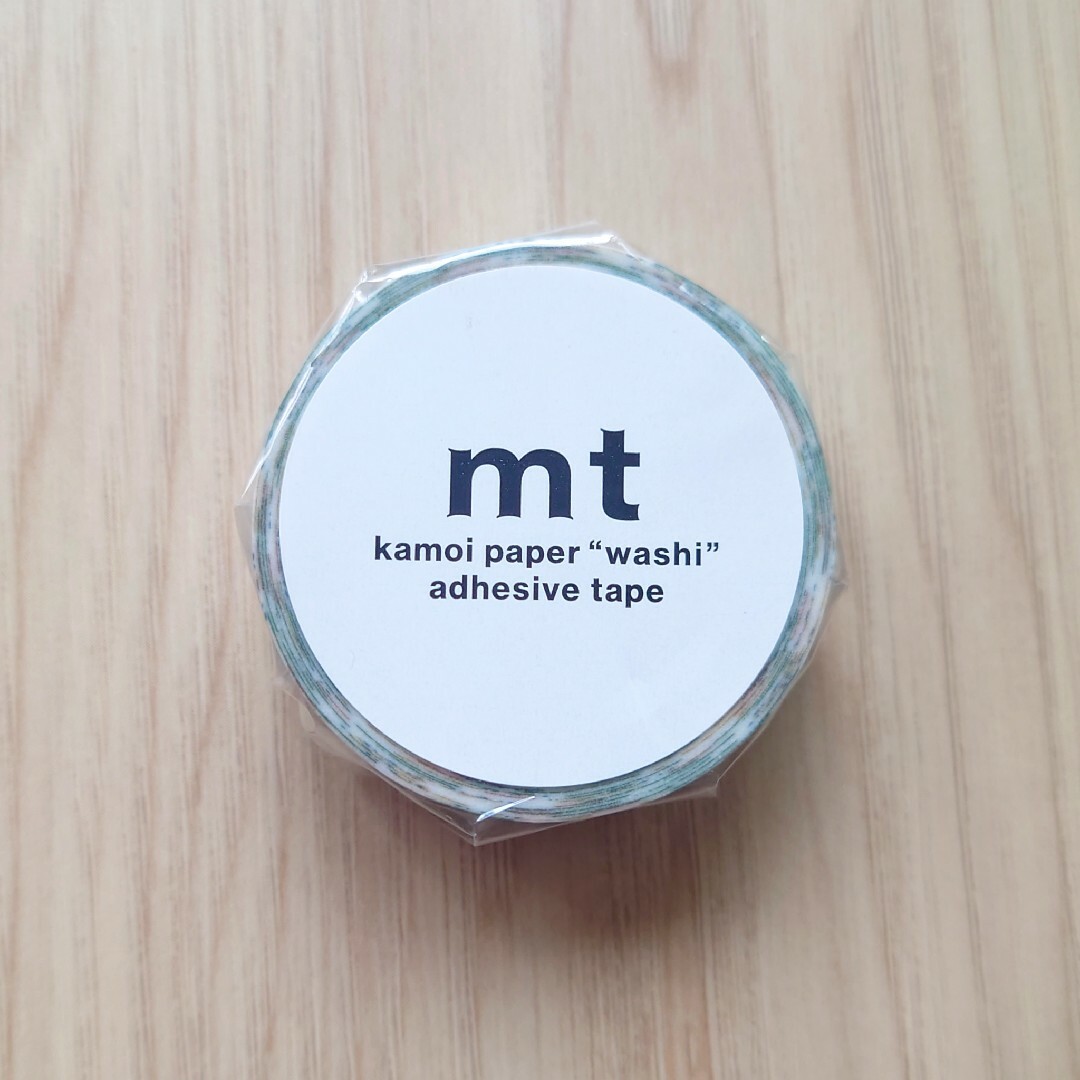 mt
kamoi paper “washi”
adhesive tape